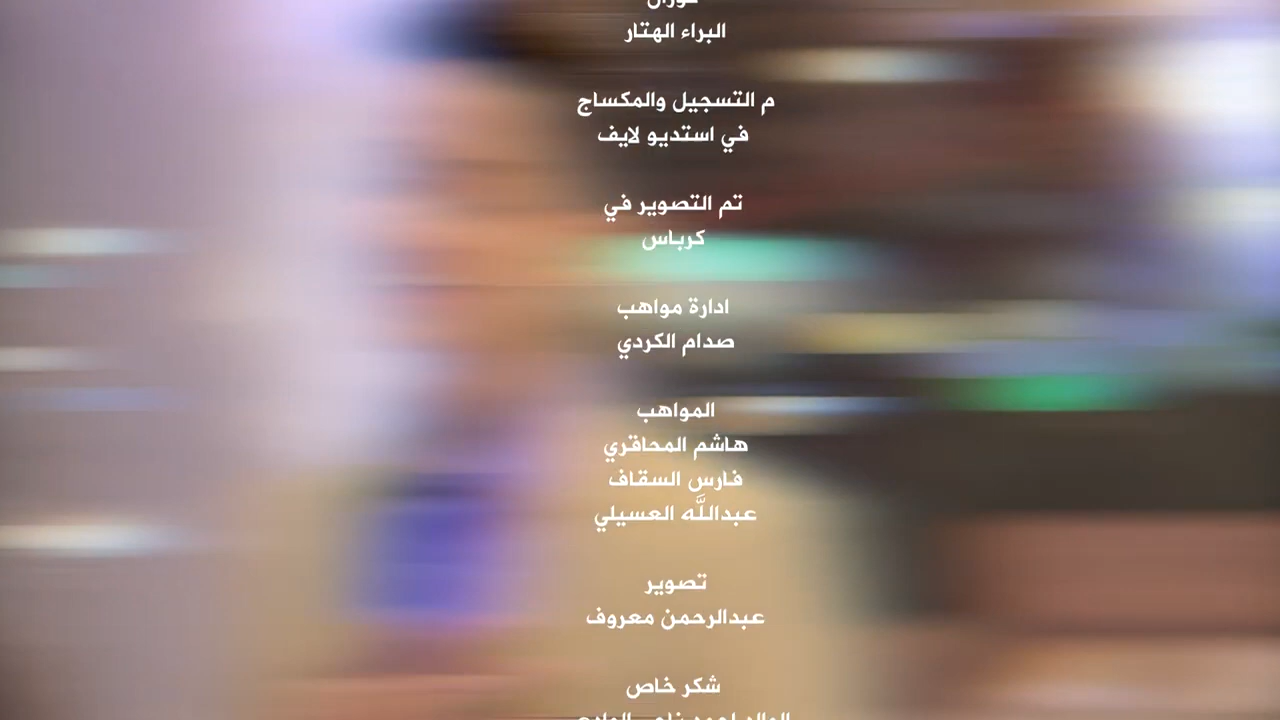 البراء الهتار
م التسجيل والمكساج
في استديو لايف
تم التصوير في
كرباس
ادارة مواهب
صدام الكردي
المواهب
هاشم المحاقري
فارس السقاف
عبدالله العسيلي
تصوير
عبدالرحمن معروف
شكر خاص